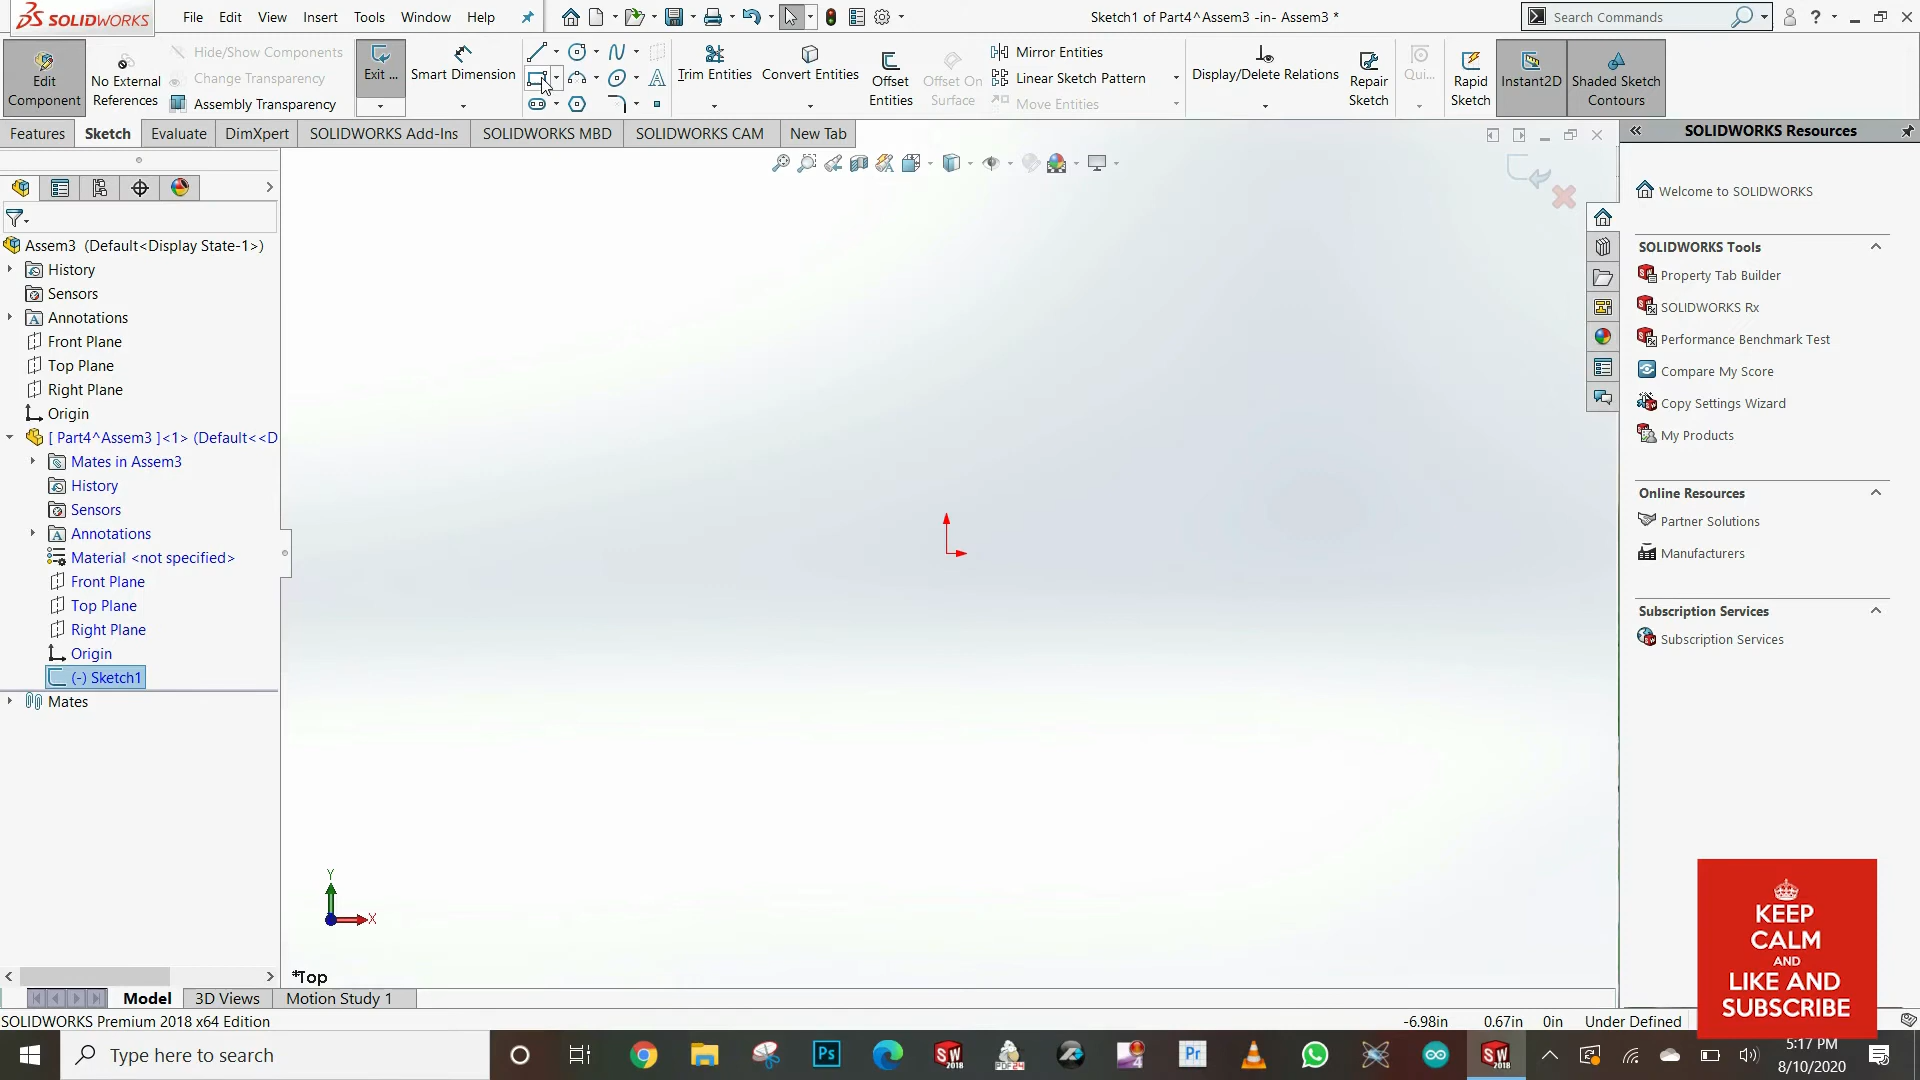 SOLIDWORKS
File Edit View Insert Tools Window Help
Sketch1 of Part4^Assem3 -in- Assem3 *
Search Commands
Edit Component
No External References
Hide/Show Components
Change Transparency
Assembly Transparency
Exit ...
Smart Dimension
Trim Entities
Convert Entities
Offset Entities
Offset On Surface
Mirror Entities
Linear Sketch Pattern
Move Entities
Display/Delete Relations
Repair Sketch
Qui...
Rapid Sketch
Instant2D
Shaded Sketch Contours
Features Sketch Evaluate DimXpert SOLIDWORKS Add-Ins SOLIDWORKS MBD SOLIDWORKS CAM New Tab
Assem3 (Default<Display State-1>)
History
Sensors
Annotations
Front Plane
Top Plane
Right Plane
Origin
[ Part4^Assem3 ]<1> (Default<<D
Mates in Assem3
History
Sensors
Annotations
Material <not specified>
Front Plane
Top Plane
Right Plane
Origin
(-) Sketch1
Mates
Y
X
*Top
SOLIDWORKS Resources
Welcome to SOLIDWORKS
SOLIDWORKS Tools
Property Tab Builder
SOLIDWORKS Rx
Performance Benchmark Test
Compare My Score
Copy Settings Wizard
My Products
Online Resources
Partner Solutions
Manufacturers
Subscription Services
Subscription Services
KEEP
CALM
AND
LIKE AND
SUBSCRIBE
Model 3D Views Motion Study 1
SOLIDWORKS Premium 2018 x64 Edition
-6.98in 0.67in 0in Under Defined
Type here to search
5:17 PM
8/10/2020